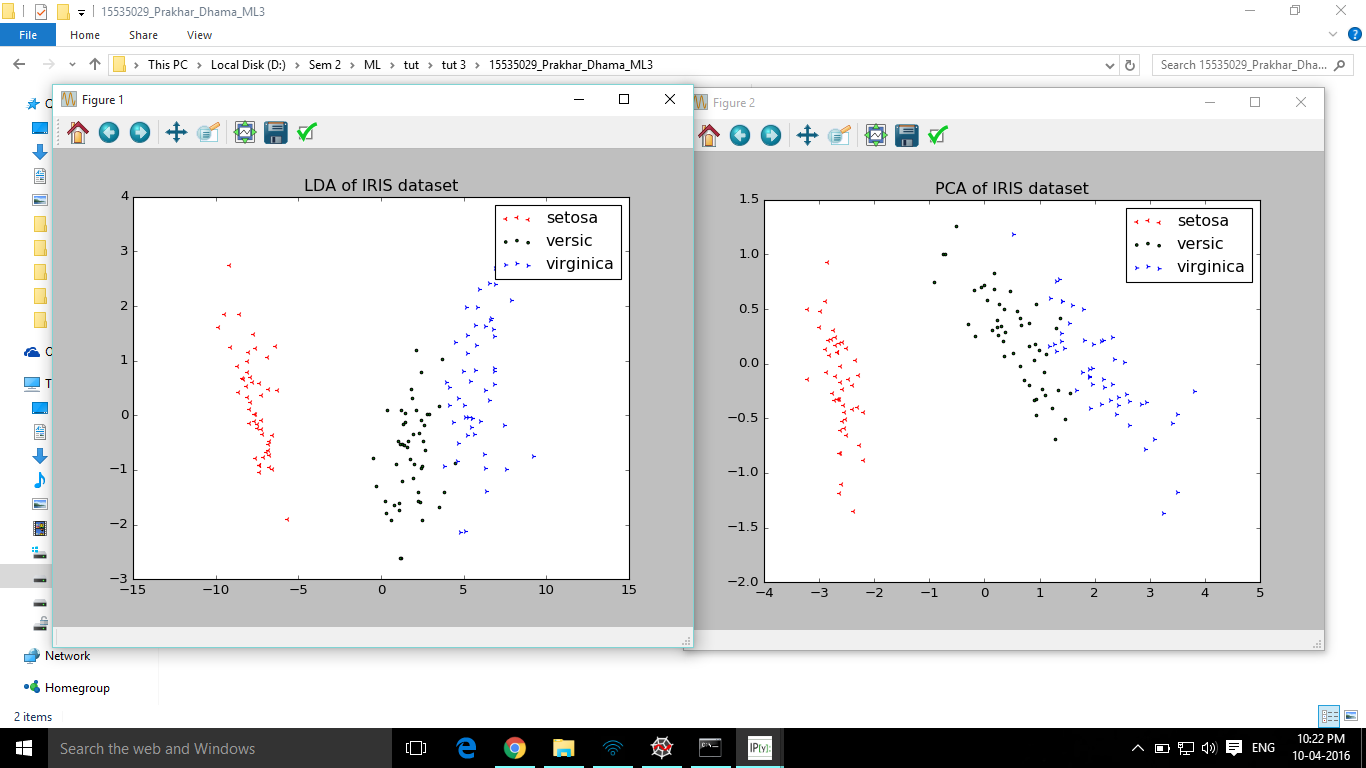 15535029_Prakhar_Dhama_ML3
File Home Share View
This PC Local Disk (D:) Sem 2 ML tut tut 3 15535029_Prakhar_Dhama_ML3
Search 15535029_Prakhar_Dha...
Figure 1
LDA of IRIS dataset
4
3
2
1
0
−1
−2
−3
−15 −10 −5 0 5 10 15
setosa
versic
virginica
Figure 2
PCA of IRIS dataset
1.5
1.0
0.5
0.0
−0.5
−1.0
−1.5
−2.0
−4 −3 −2 −1 0 1 2 3 4 5
setosa
versic
virginica
Network
Homegroup
2 items
Search the web and Windows
IP[y]:
ENG
10:22 PM
10-04-2016